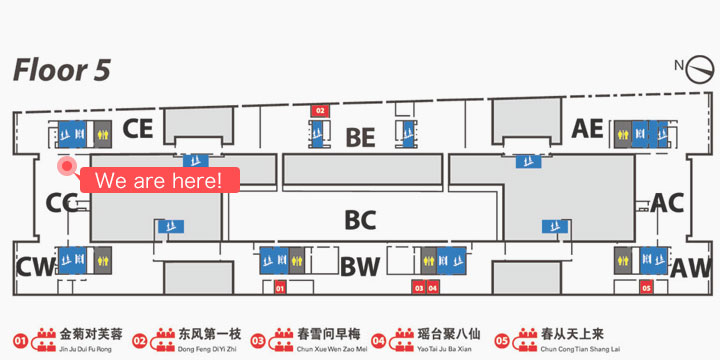 Floor 5
N
02
CE
BE
AE
We are here!
CC
BC
AC
CW
BW
AW
01
03
04
05
01 金菊对芙蓉
Jin Ju Dui Fu Rong
02 东风第一枝
Dong Feng Di Yi Zhi
03 春雪问早梅
Chun Xue Wen Zao Mei
04 瑶台聚八仙
Yao Tai Ju Ba Xian
05 春从天上来
Chun Cong Tian Shang Lai